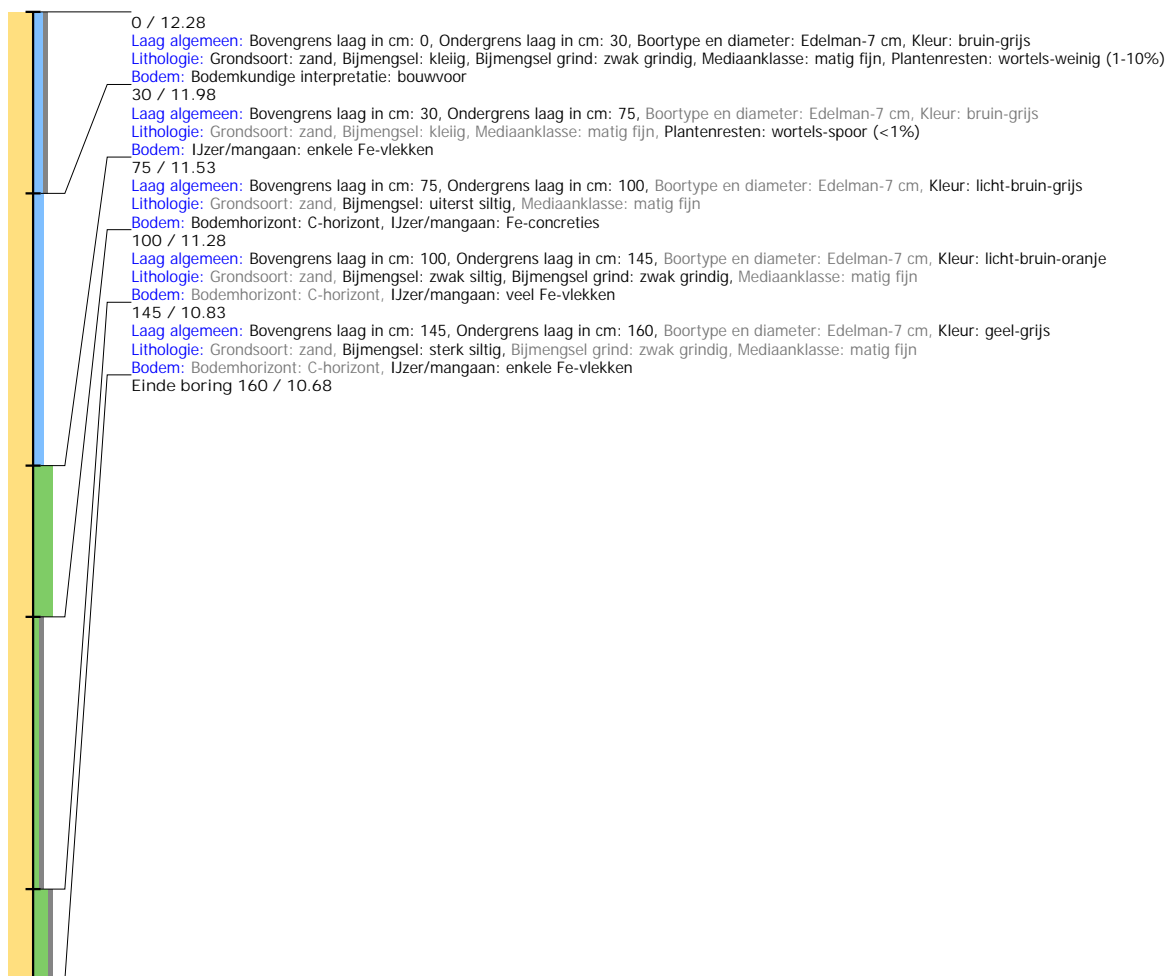 0 / 12.28
Laag algemeen: Bovengrens laag in cm: 0, Ondergrens laag in cm: 30, Boortype en diameter: Edelman-7 cm, Kleur: bruin-grijs
Lithologie: Grondsoort: zand, Bijmengsel: kleiig, Bijmengsel grind: zwak grindig, Mediaanklasse: matig fijn, Plantenresten: wortels-weinig (1-10%)
Bodem: Bodemkundige interpretatie: bouwvoor
30 / 11.98
Laag algemeen: Bovengrens laag in cm: 30, Ondergrens laag in cm: 75, Boortype en diameter: Edelman-7 cm, Kleur: bruin-grijs
Lithologie: Grondsoort: zand, Bijmengsel: kleiig, Mediaanklasse: matig fijn, Plantenresten: wortels-spoor (<1%)
Bodem: IJzer/mangaan: enkele Fe-vlekken
75 / 11.53
Laag algemeen: Bovengrens laag in cm: 75, Ondergrens laag in cm: 100, Boortype en diameter: Edelman-7 cm, Kleur: licht-bruin-grijs
Lithologie: Grondsoort: zand, Bijmengsel: uiterst siltig, Mediaanklasse: matig fijn
Bodem: Bodemhorizont: C-horizont, IJzer/mangaan: Fe-concreties
100 / 11.28
Laag algemeen: Bovengrens laag in cm: 100, Ondergrens laag in cm: 145, Boortype en diameter: Edelman-7 cm, Kleur: licht-bruin-oranje
Lithologie: Grondsoort: zand, Bijmengsel: zwak siltig, Bijmengsel grind: zwak grindig, Mediaanklasse: matig fijn
Bodem: Bodemhorizont: C-horizont, IJzer/mangaan: veel Fe-vlekken
145 / 10.83
Laag algemeen: Bovengrens laag in cm: 145, Ondergrens laag in cm: 160, Boortype en diameter: Edelman-7 cm, Kleur: geel-grijs
Lithologie: Grondsoort: zand, Bijmengsel: sterk siltig, Bijmengsel grind: zwak grindig, Mediaanklasse: matig fijn
Bodem: Bodemhorizont: C-horizont, IJzer/mangaan: enkele Fe-vlekken
Einde boring 160 / 10.68